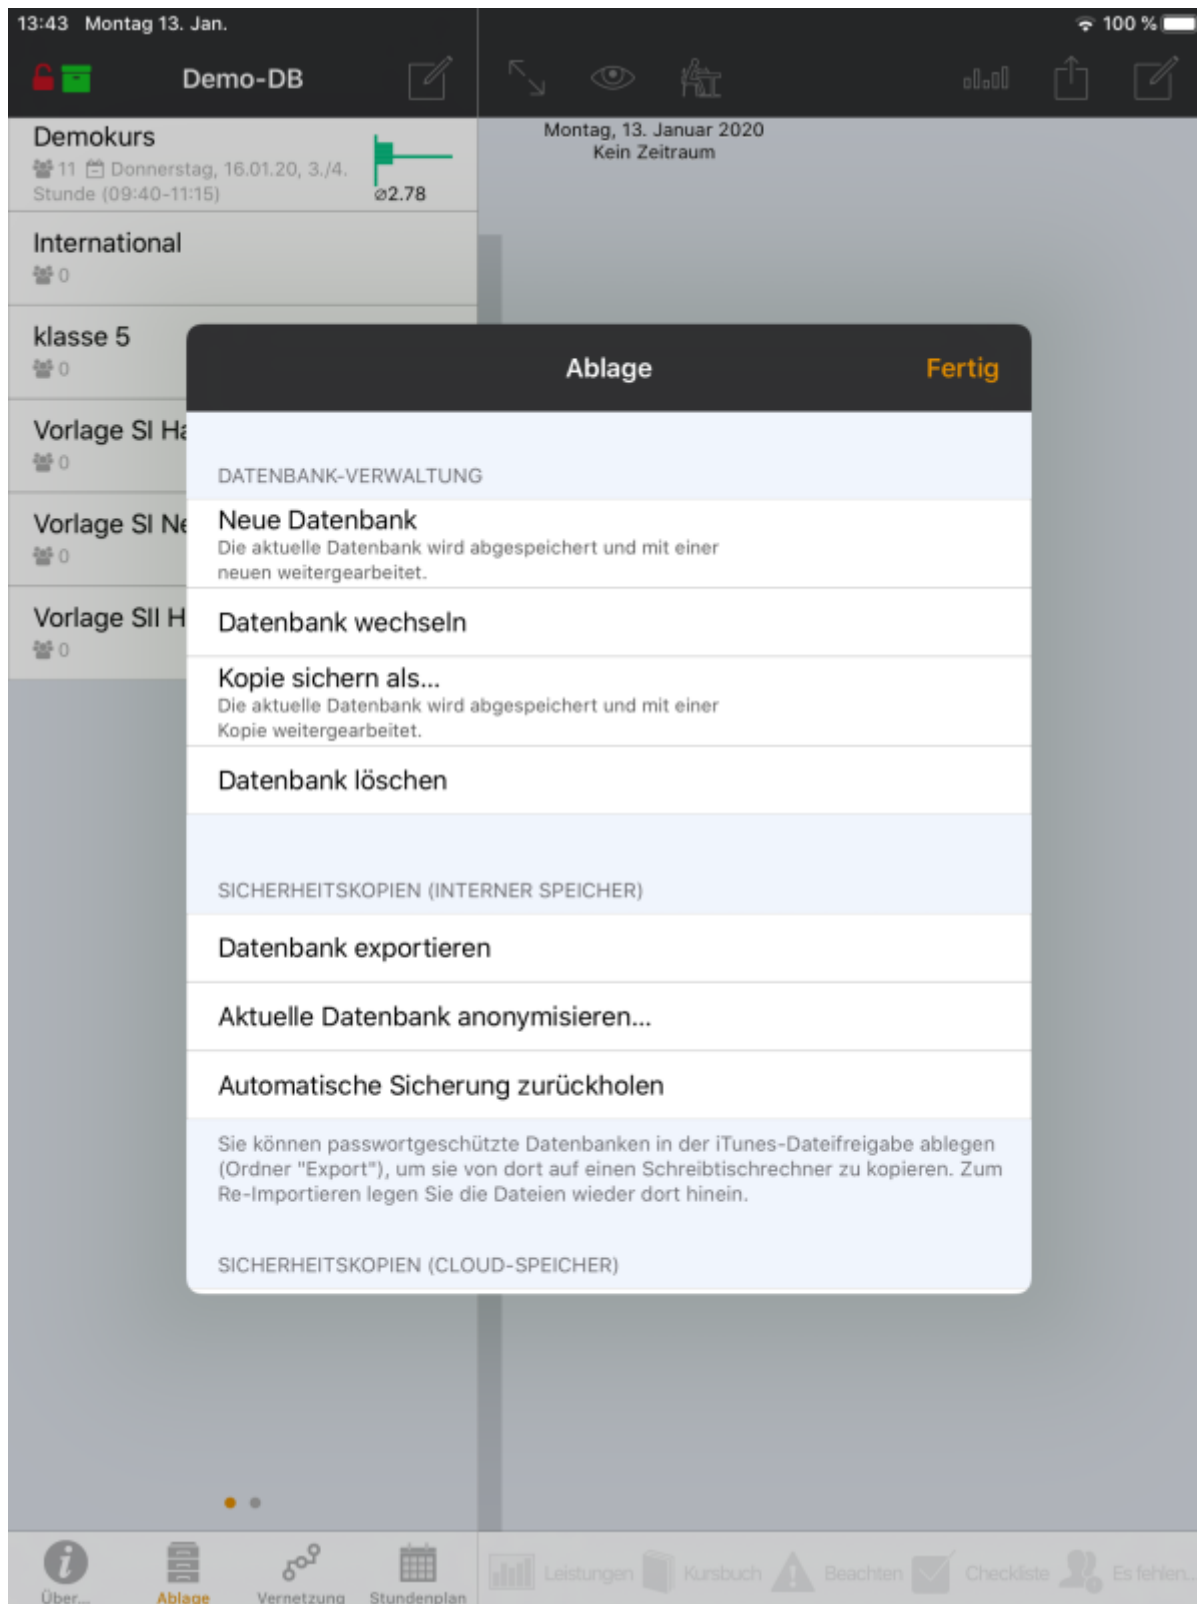 13:43 Montag 13. Jan.
100 %
Demo-DB
Demokurs
11 Donnerstag, 16.01.20, 3./4.
Stunde (09:40-11:15)
⌀2.78
International
0
klasse 5
0
Vorlage SI Ha
0
Vorlage SI Ne
0
Vorlage SII H
0
Montag, 13. Januar 2020
Kein Zeitraum
Ablage
Fertig
DATENBANK-VERWALTUNG
Neue Datenbank
Die aktuelle Datenbank wird abgespeichert und mit einer
neuen weitergearbeitet.
Datenbank wechseln
Kopie sichern als...
Die aktuelle Datenbank wird abgespeichert und mit einer
Kopie weitergearbeitet.
Datenbank löschen
SICHERHEITSKOPIEN (INTERNER SPEICHER)
Datenbank exportieren
Aktuelle Datenbank anonymisieren...
Automatische Sicherung zurückholen
Sie können passwortgeschützte Datenbanken in der iTunes-Dateifreigabe ablegen
(Ordner "Export"), um sie von dort auf einen Schreibtischrechner zu kopieren. Zum
Re-Importieren legen Sie die Dateien wieder dort hinein.
SICHERHEITSKOPIEN (CLOUD-SPEICHER)
Über...
Ablage
Vernetzung
Stundenplan
Leistungen
Kursbuch
Beachten
Checkliste
Es fehlen...